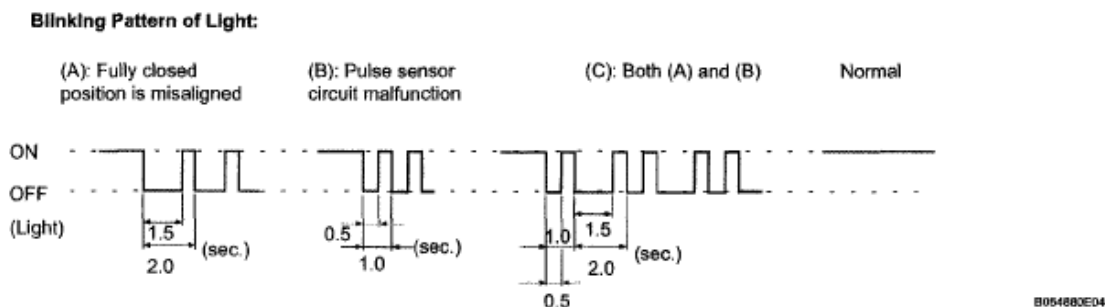 Blinking Pattern of Light:
(A): Fully closed
position is misaligned
(B): Pulse sensor
circuit malfunction
(C): Both (A) and (B)
Normal
ON
OFF
(Light)
1.5
(sec.)
2.0
0.5
(sec.)
1.0
1.0
1.5
(sec.)
2.0
0.5
B054880E04